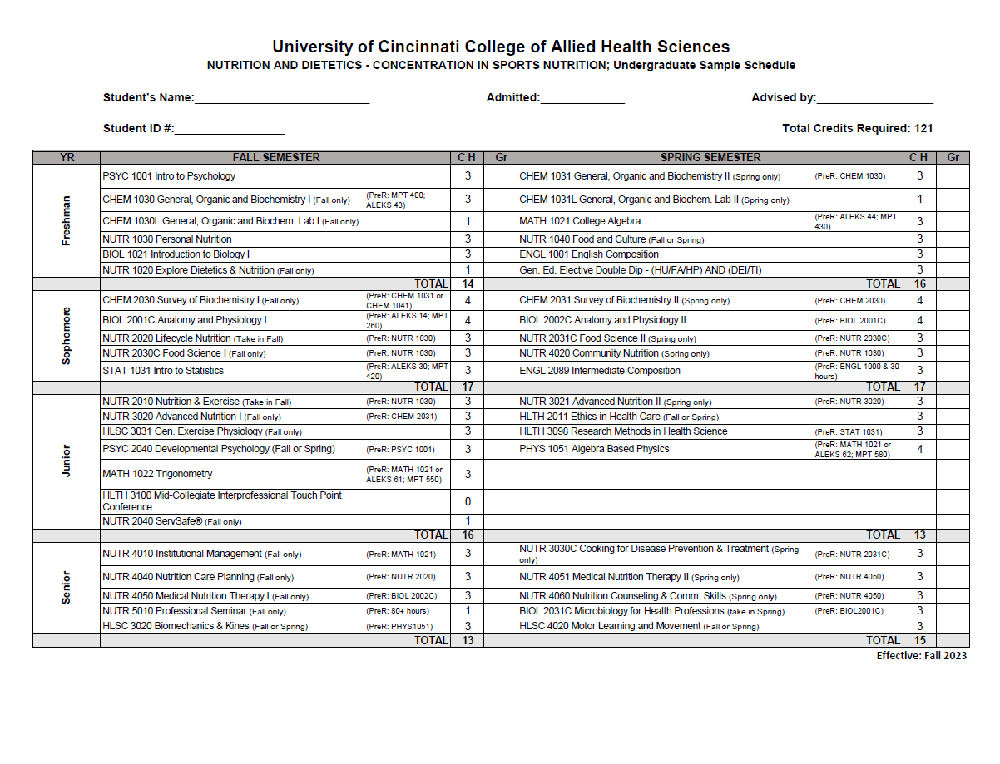 University of Cincinnati College of Allied Health Sciences
NUTRITION AND DIETETICS - CONCENTRATION IN SPORTS NUTRITION; Undergraduate Sample Schedule
Student's Name:___________________________ Admitted:_____________ Advised by:__________________
Student ID #:_________________ Total Credits Required: 121
YR FALL SEMESTER C H Gr SPRING SEMESTER C H Gr
Freshman
PSYC 1001 Intro to Psychology 3 CHEM 1031 General, Organic and Biochemistry II (Spring only) (PreR: CHEM 1030) 3
CHEM 1030 General, Organic and Biochemistry I (Fall only) (PreR: MPT 400; ALEKS 43) 3 CHEM 1031L General, Organic and Biochem. Lab II (Spring only) 1
CHEM 1030L General, Organic and Biochem. Lab I (Fall only) 1 MATH 1021 College Algebra (PreR: ALEKS 44; MPT 430) 3
NUTR 1030 Personal Nutrition 3 NUTR 1040 Food and Culture (Fall or Spring) 3
BIOL 1021 Introduction to Biology I 3 ENGL 1001 English Composition 3
NUTR 1020 Explore Dietetics & Nutrition (Fall only) 1 Gen. Ed. Elective Double Dip - (HU/FA/HP) AND (DEI/TI) 3
TOTAL 14 TOTAL 16
Sophomore
CHEM 2030 Survey of Biochemistry I (Fall only) (PreR: CHEM 1031 or CHEM 1041) 4 CHEM 2031 Survey of Biochemistry II (Spring only) (PreR: CHEM 2030) 4
BIOL 2001C Anatomy and Physiology I (PreR: ALEKS 14; MPT 260) 4 BIOL 2002C Anatomy and Physiology II (PreR: BIOL 2001C) 4
NUTR 2020 Lifecycle Nutrition (Take in Fall) (PreR: NUTR 1030) 3 NUTR 2031C Food Science II (Spring only) (PreR: NUTR 2030C) 3
NUTR 2030C Food Science I (Fall only) (PreR: NUTR 1030) 3 NUTR 4020 Community Nutrition (Spring only) (PreR: NUTR 1030) 3
STAT 1031 Intro to Statistics (PreR: ALEKS 30; MPT 420) 3 ENGL 2089 Intermediate Composition (PreR: ENGL 1000 & 30 hours) 3
TOTAL 17 TOTAL 17
Junior
NUTR 2010 Nutrition & Exercise (Take in Fall) (PreR: NUTR 1030) 3 NUTR 3021 Advanced Nutrition II (Spring only) (PreR: NUTR 3020) 3
NUTR 3020 Advanced Nutrition I (Fall only) (PreR: CHEM 2031) 3 HLTH 2011 Ethics in Health Care (Fall or Spring) 3
HLSC 3031 Gen. Exercise Physiology (Fall only) 3 HLTH 3098 Research Methods in Health Science (PreR: STAT 1031) 3
PSYC 2040 Developmental Psychology (Fall or Spring) (PreR: PSYC 1001) 3 PHYS 1051 Algebra Based Physics (PreR: MATH 1021 or ALEKS 62; MPT 580) 4
MATH 1022 Trigonometry (PreR: MATH 1021 or ALEKS 61; MPT 550) 3
HLTH 3100 Mid-Collegiate Interprofessional Touch Point
Conference 0
NUTR 2040 ServSafe® (Fall only) 1
TOTAL 16 TOTAL 13
Senior
NUTR 4010 Institutional Management (Fall only) (PreR: MATH 1021) 3 NUTR 3030C Cooking for Disease Prevention & Treatment (Spring only) (PreR: NUTR 2031C) 3
NUTR 4040 Nutrition Care Planning (Fall only) (PreR: NUTR 2020) 3 NUTR 4051 Medical Nutrition Therapy II (Spring only) (PreR: NUTR 4050) 3
NUTR 4050 Medical Nutrition Therapy I (Fall only) (PreR: BIOL 2002C) 3 NUTR 4060 Nutrition Counseling & Comm. Skills (Spring only) (PreR: NUTR 4050) 3
NUTR 5010 Professional Seminar (Fall only) (PreR: 80+ hours) 1 BIOL 2031C Microbiology for Health Professions (take in Spring) (PreR: BIOL2001C) 3
HLSC 3020 Biomechanics & Kines (Fall or Spring) (PreR: PHYS1051) 3 HLSC 4020 Motor Learning and Movement (Fall or Spring) 3
TOTAL 13 TOTAL 15
Effective: Fall 2023